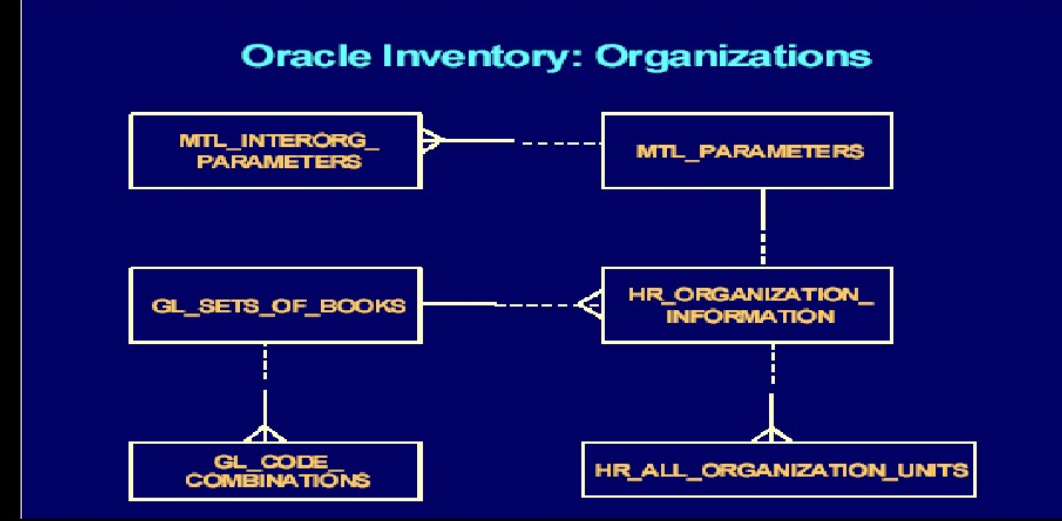 Oracle Inventory: Organizations
MTL_INTERORG_
PARAMETERS
MTL_PARAMETERS
GL_SETS_OF_BOOKS
HR_ORGANIZATION_
INFORMATION
GL_CODE_
COMBINATIONS
HR_ALL_ORGANIZATION_UNITS